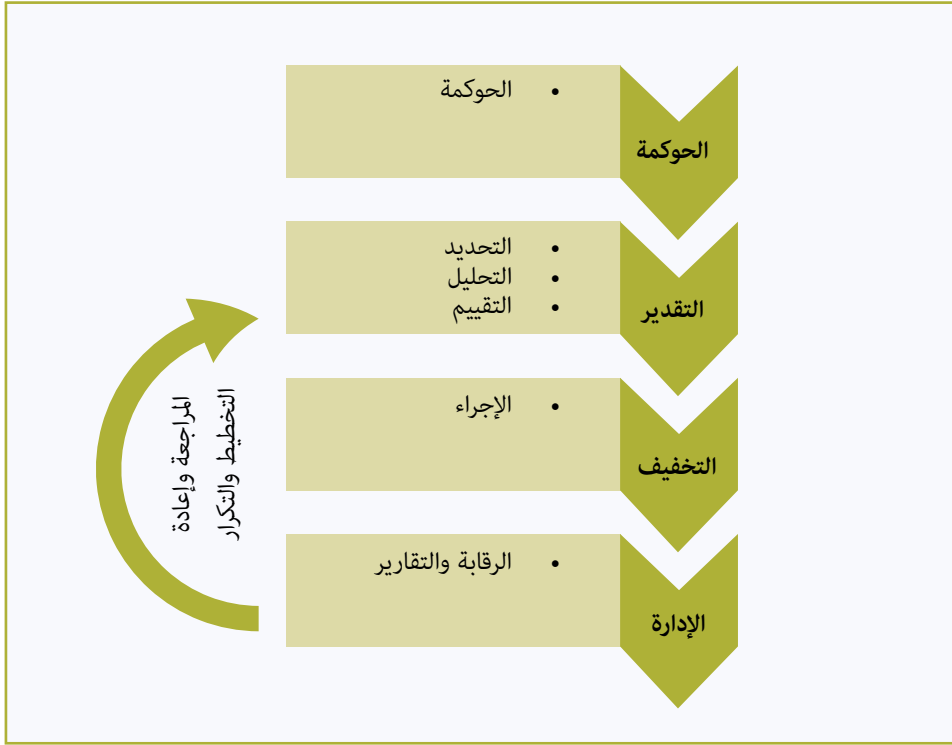 الحوكمة
• الحوكمة
التقدير
• التحديد
• التحليل
• التقييم
التخفيف
• الإجراء
الإدارة
• الرقابة والتقارير
المراجعة وإعادة
التخطيط والتكرار